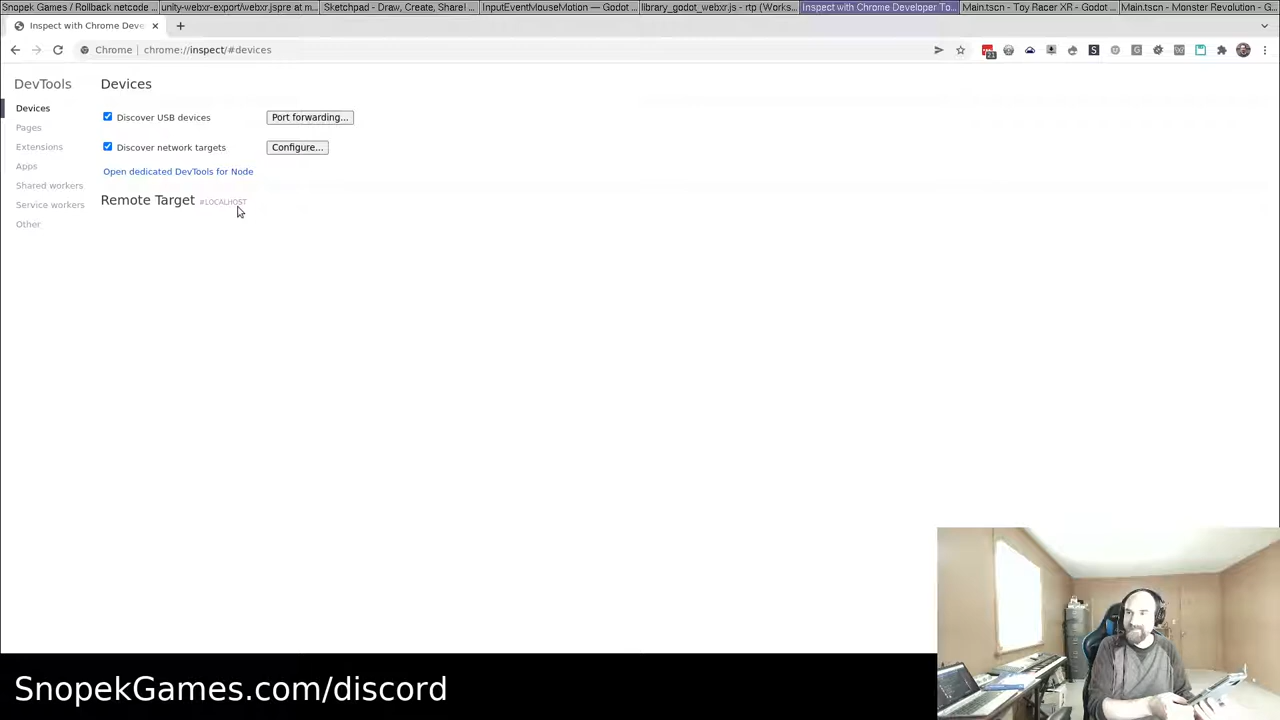 Snopek Games / Rollback netcode ...
unity-webxr-export/webxr.jspre at m...
Sketchpad - Draw, Create, Share! ...
InputEventMouseMotion — Godot ...
library_godot_webxr.js - rtp (Works...
Inspect with Chrome Developer To...
Main.tscn - Toy Racer XR - Godot ...
Main.tscn - Monster Revolution - G...
Inspect with Chrome Deve
Chrome | chrome://inspect/#devices
21
DevTools
Devices
Pages
Extensions
Apps
Shared workers
Service workers
Other
Devices
Discover USB devices
Port forwarding...
Discover network targets
Configure...
Open dedicated DevTools for Node
Remote Target #LOCALHOST
SnopekGames.com/discord